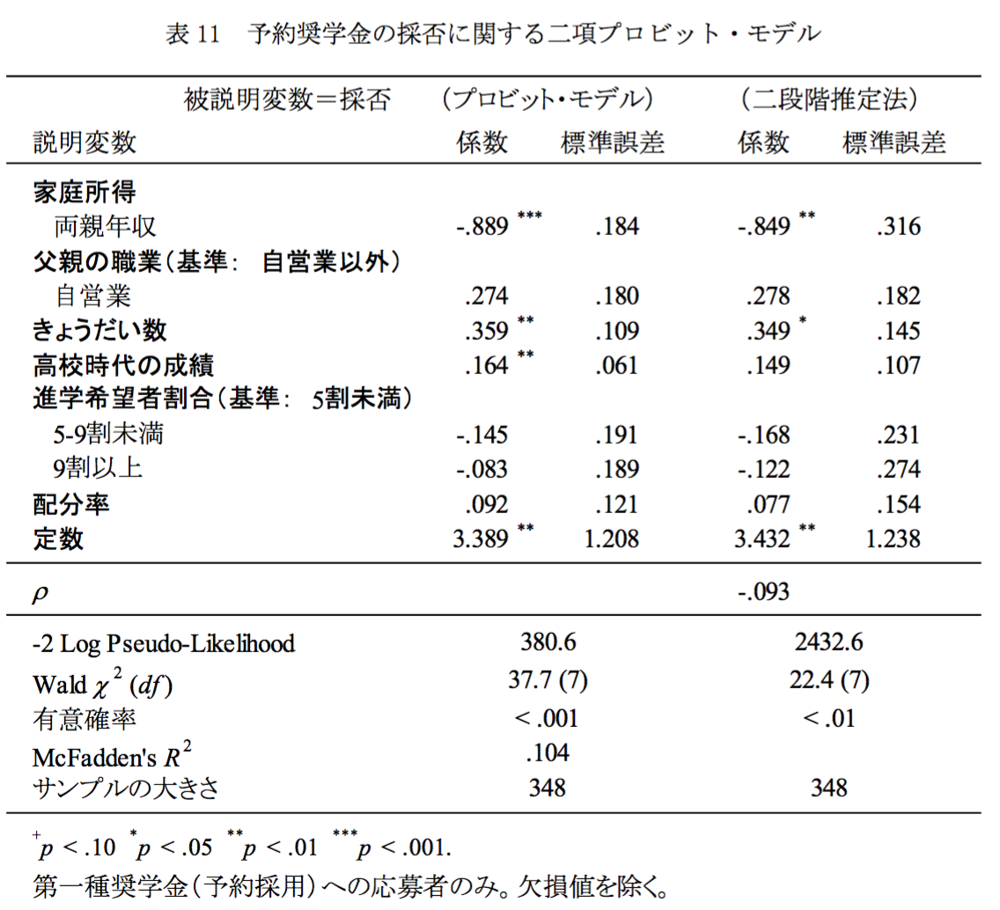 表 11　予約奨学金の採否に関する二項プロビット・モデル
被説明変数＝採否　（プロビット・モデル）　（二段階推定法）
説明変数　係数　標準誤差　係数　標準誤差
家庭所得
両親年収　-.889 ***　.184　-.849 **　.316
父親の職業（基準：　自営業以外）
自営業　.274　.180　.278　.182
きょうだい数　.359 **　.109　.349 *　.145
高校時代の成績　.164 **　.061　.149　.107
進学希望者割合（基準：　5割未満）
5-9割未満　-.145　.191　-.168　.231
9割以上　-.083　.189　-.122　.274
配分率　.092　.121　.077　.154
定数　3.389 **　1.208　3.432 **　1.238
ρ　-.093
-2 Log Pseudo-Likelihood　380.6　2432.6
Wald χ² (df)　37.7 (7)　22.4 (7)
有意確率　< .001　< .01
McFadden's R²　.104
サンプルの大きさ　348　348
+p < .10 *p < .05 **p < .01 ***p < .001.
第一種奨学金（予約採用）への応募者のみ。欠損値を除く。